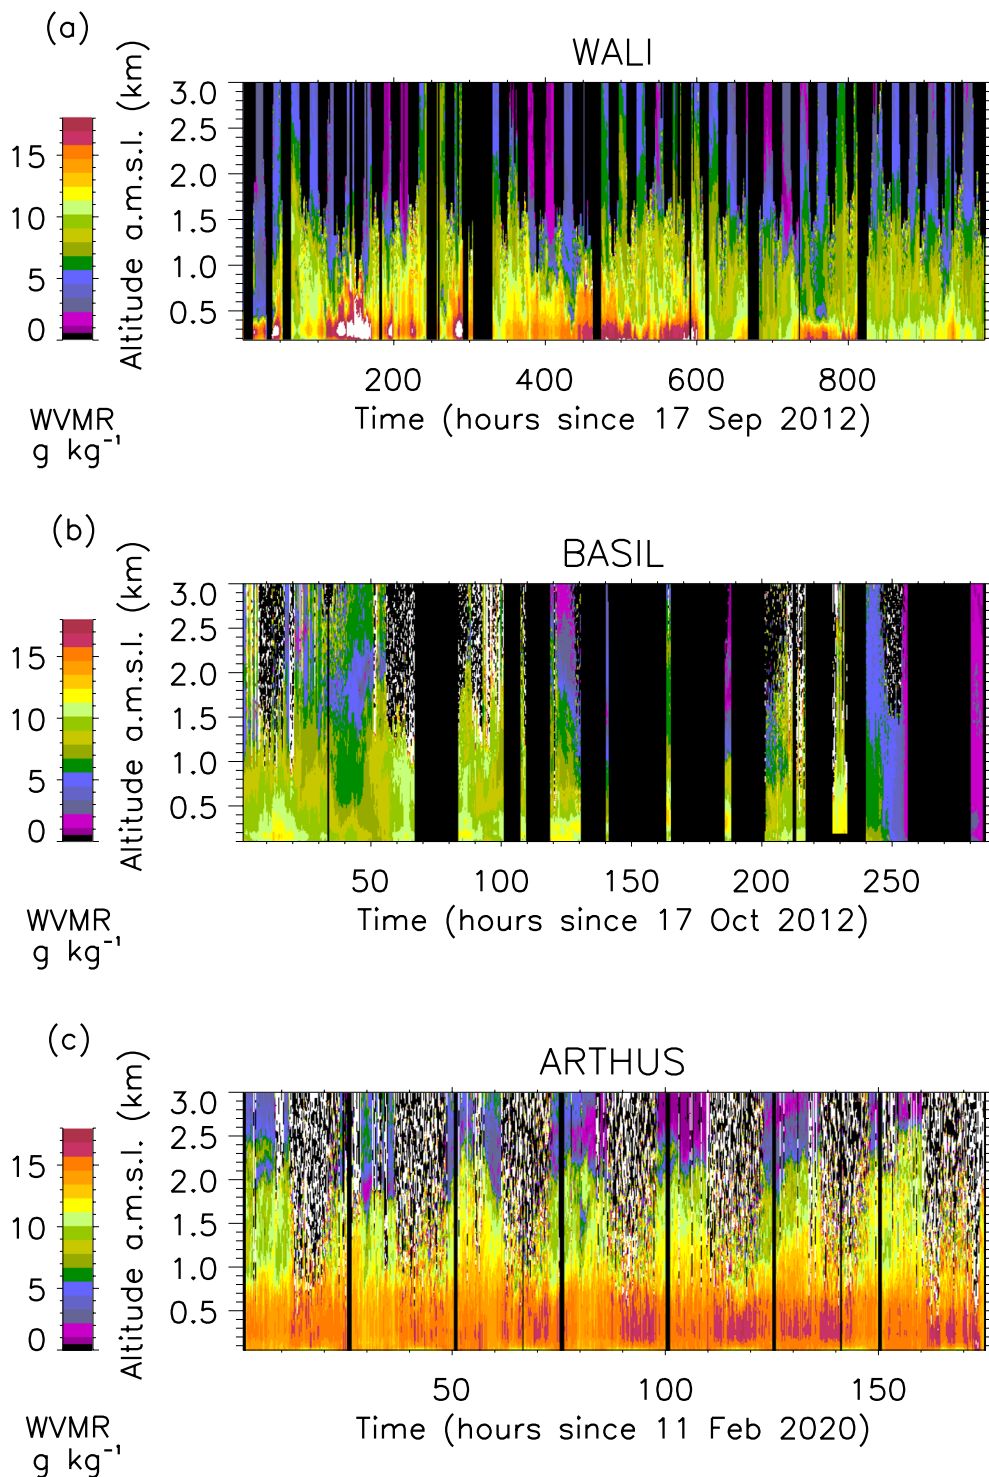 (a)
WALI
Altitude a.m.s.l. (km)
3.0
2.5
2.0
1.5
1.0
0.5
15
10
5
0
200 400 600 800
WVMR
g kg⁻¹
Time (hours since 17 Sep 2012)
(b)
BASIL
Altitude a.m.s.l. (km)
3.0
2.5
2.0
1.5
1.0
0.5
15
10
5
0
50 100 150 200 250
WVMR
g kg⁻¹
Time (hours since 17 Oct 2012)
(c)
ARTHUS
Altitude a.m.s.l. (km)
3.0
2.5
2.0
1.5
1.0
0.5
15
10
5
0
50 100 150
WVMR
g kg⁻¹
Time (hours since 11 Feb 2020)